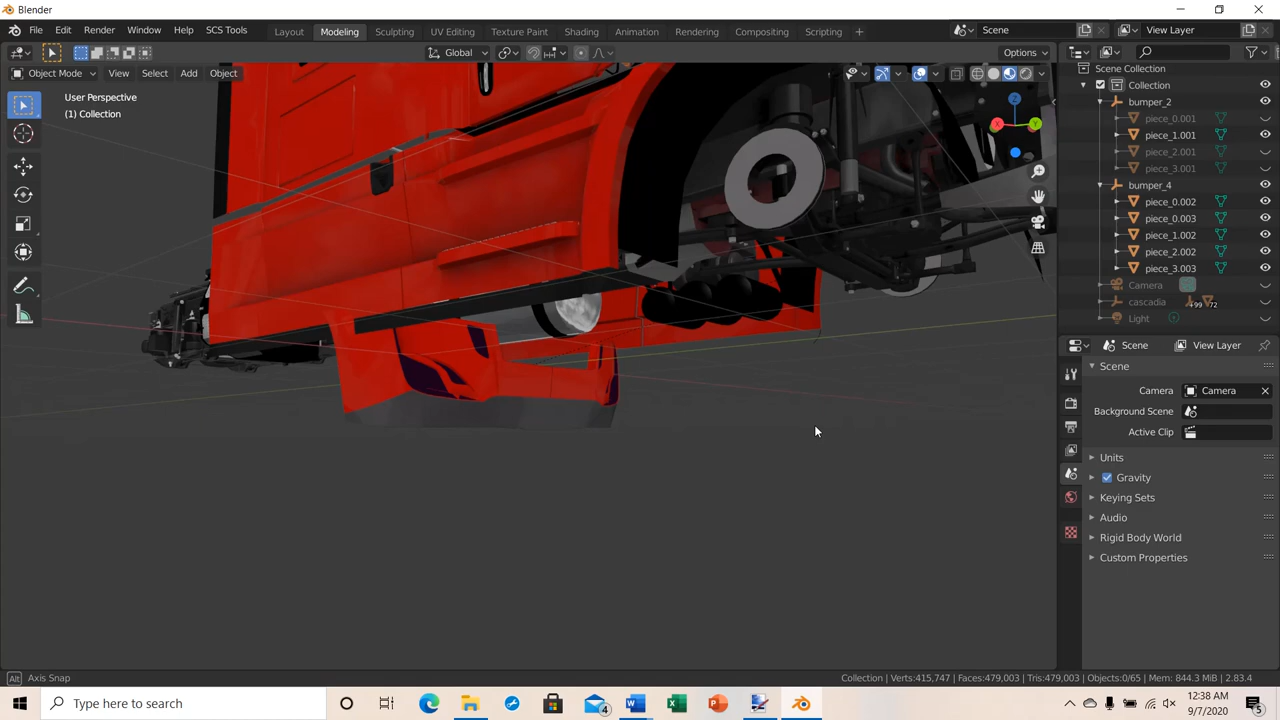 Blender
File Edit Render Window Help SCS Tools Layout Modeling Sculpting UV Editing Texture Paint Shading Animation Rendering Compositing Scripting + Scene View Layer
Global Options
Object Mode View Select Add Object
User Perspective
(1) Collection
Scene Collection
Collection
bumper_2
piece_0.001
piece_1.001
piece_2.001
piece_3.001
bumper_4
piece_0.002
piece_0.003
piece_1.002
piece_2.002
piece_3.003
Camera
cascadia +99 72
Light
X Y Z
Scene View Layer
Scene
Camera Camera
Background Scene
Active Clip
Units
Gravity
Keying Sets
Audio
Rigid Body World
Custom Properties
Alt Axis Snap Collection | Verts:415,747 | Faces:479,003 | Tris:479,003 | Objects:0/65 | Mem: 844.3 MiB | 2.83.4
Type here to search 4 12:38 AM
9/7/2020 5